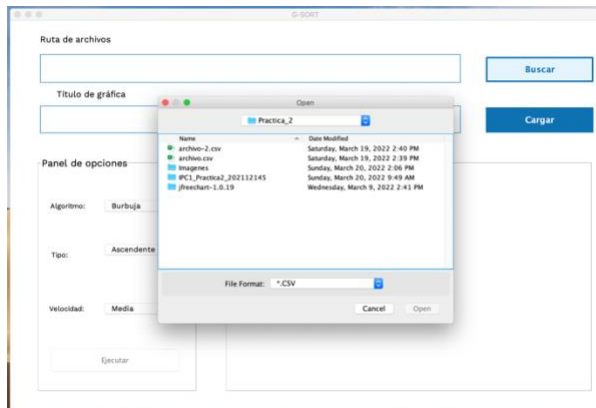 G-SORT
Ruta de archivos
Buscar
Título de gráfica
Cargar
Open
Practica_2
Name Date Modified
archivo-2.csv Saturday, March 19, 2022 2:40 PM
archivo.csv Saturday, March 19, 2022 2:39 PM
Imagenes Sunday, March 20, 2022 2:06 PM
IPC1_Practica2_202112145 Sunday, March 20, 2022 9:49 AM
jfreechart-1.0.19 Wednesday, March 9, 2022 2:41 PM
File Format: *.CSV
Cancel Open
Panel de opciones
Algoritmo: Burbuja
Tipo: Ascendente
Velocidad: Media
Ejecutar